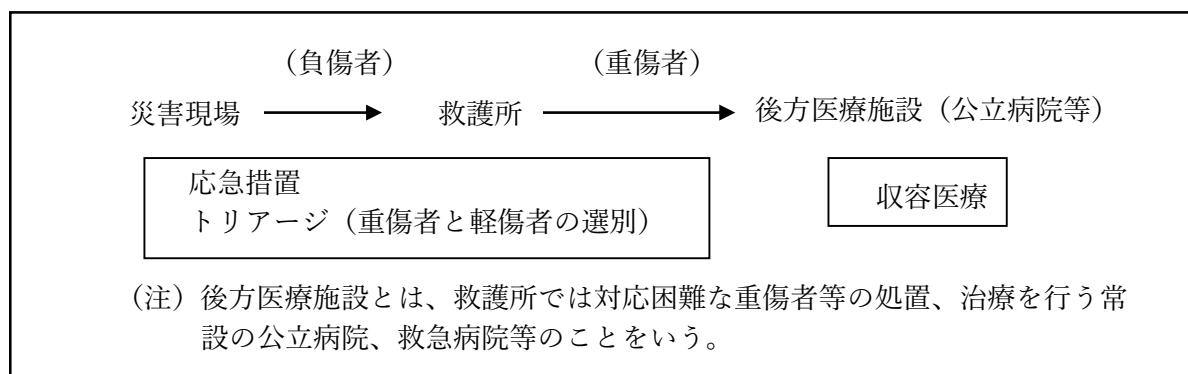 （負傷者）　（重傷者）
災害現場　救護所　後方医療施設（公立病院等）
応急措置
トリアージ（重傷者と軽傷者の選別）
収容医療
（注）後方医療施設とは、救護所では対応困難な重傷者等の処置、治療を行う常
設の公立病院、救急病院等のことをいう。